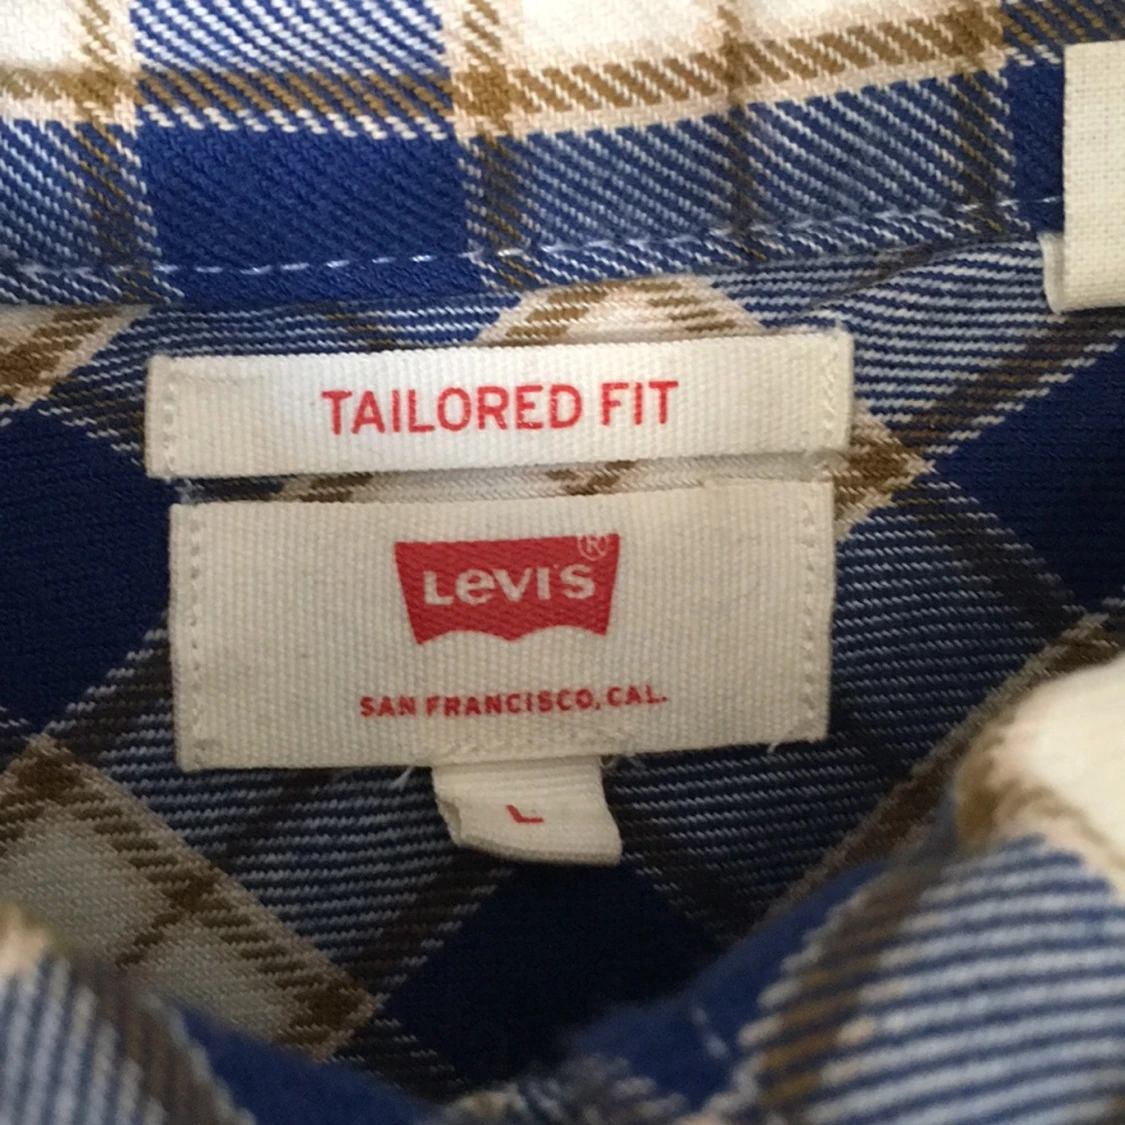 TAILORED FIT
LEVI'S®
SAN FRANCISCO, CAL.
L